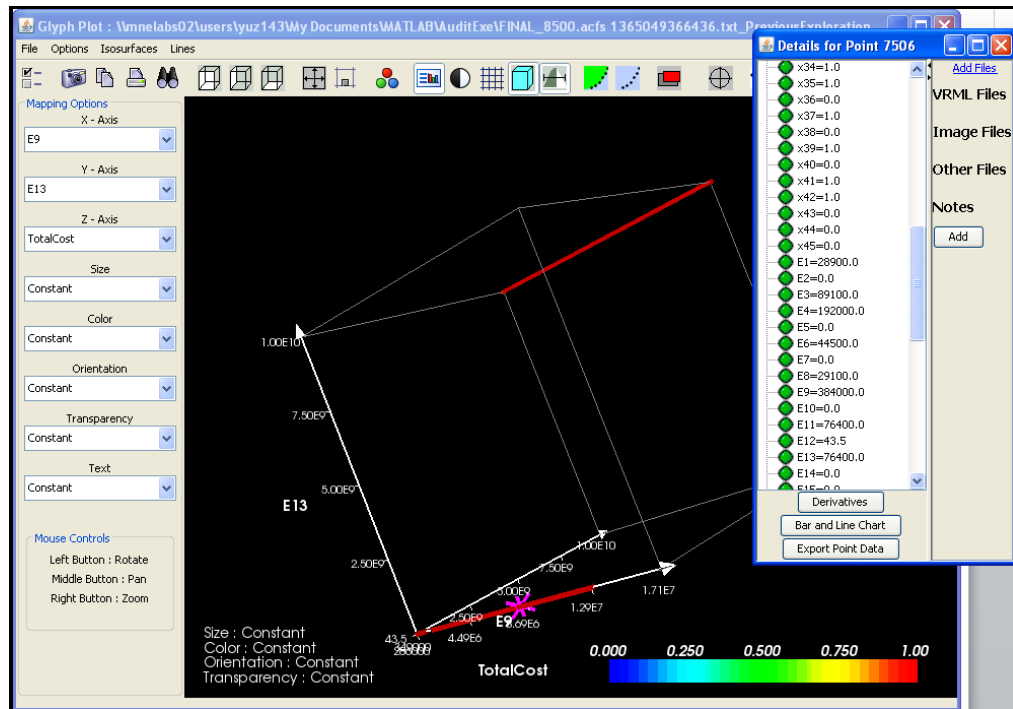 Glyph Plot : \\mnelabs02\users\yuz143\My Documents\MATLAB\AuditExe\FINAL_8500.acfs 1365049366436.txt_PreviousExploration
File Options Isosurfaces Lines
Mapping Options
X - Axis
E9
Y - Axis
E13
Z - Axis
TotalCost
Size
Constant
Color
Constant
Orientation
Constant
Transparency
Constant
Text
Constant
Mouse Controls
Left Button : Rotate
Middle Button : Pan
Right Button : Zoom
1.00E10
7.50E9
5.00E9
E13
2.50E9
43.5
1.00E10
7.50E9
5.00E9
2.50E9
E9
4.49E6
8.69E6
1.29E7
1.71E7
TotalCost
Size : Constant
Color : Constant
Orientation : Constant
Transparency : Constant
0.000 0.250 0.500 0.750 1.00
Details for Point 7506
x34=1.0
x35=1.0
x36=0.0
x37=1.0
x38=0.0
x39=1.0
x40=0.0
x41=1.0
x42=1.0
x43=0.0
x44=0.0
x45=0.0
E1=28900.0
E2=0.0
E3=89100.0
E4=192000.0
E5=0.0
E6=44500.0
E7=0.0
E8=29100.0
E9=384000.0
E10=0.0
E11=76400.0
E12=43.5
E13=76400.0
E14=0.0
E15=0.0
Derivatives
Bar and Line Chart
Export Point Data
Add Files
VRML Files
Image Files
Other Files
Notes
Add